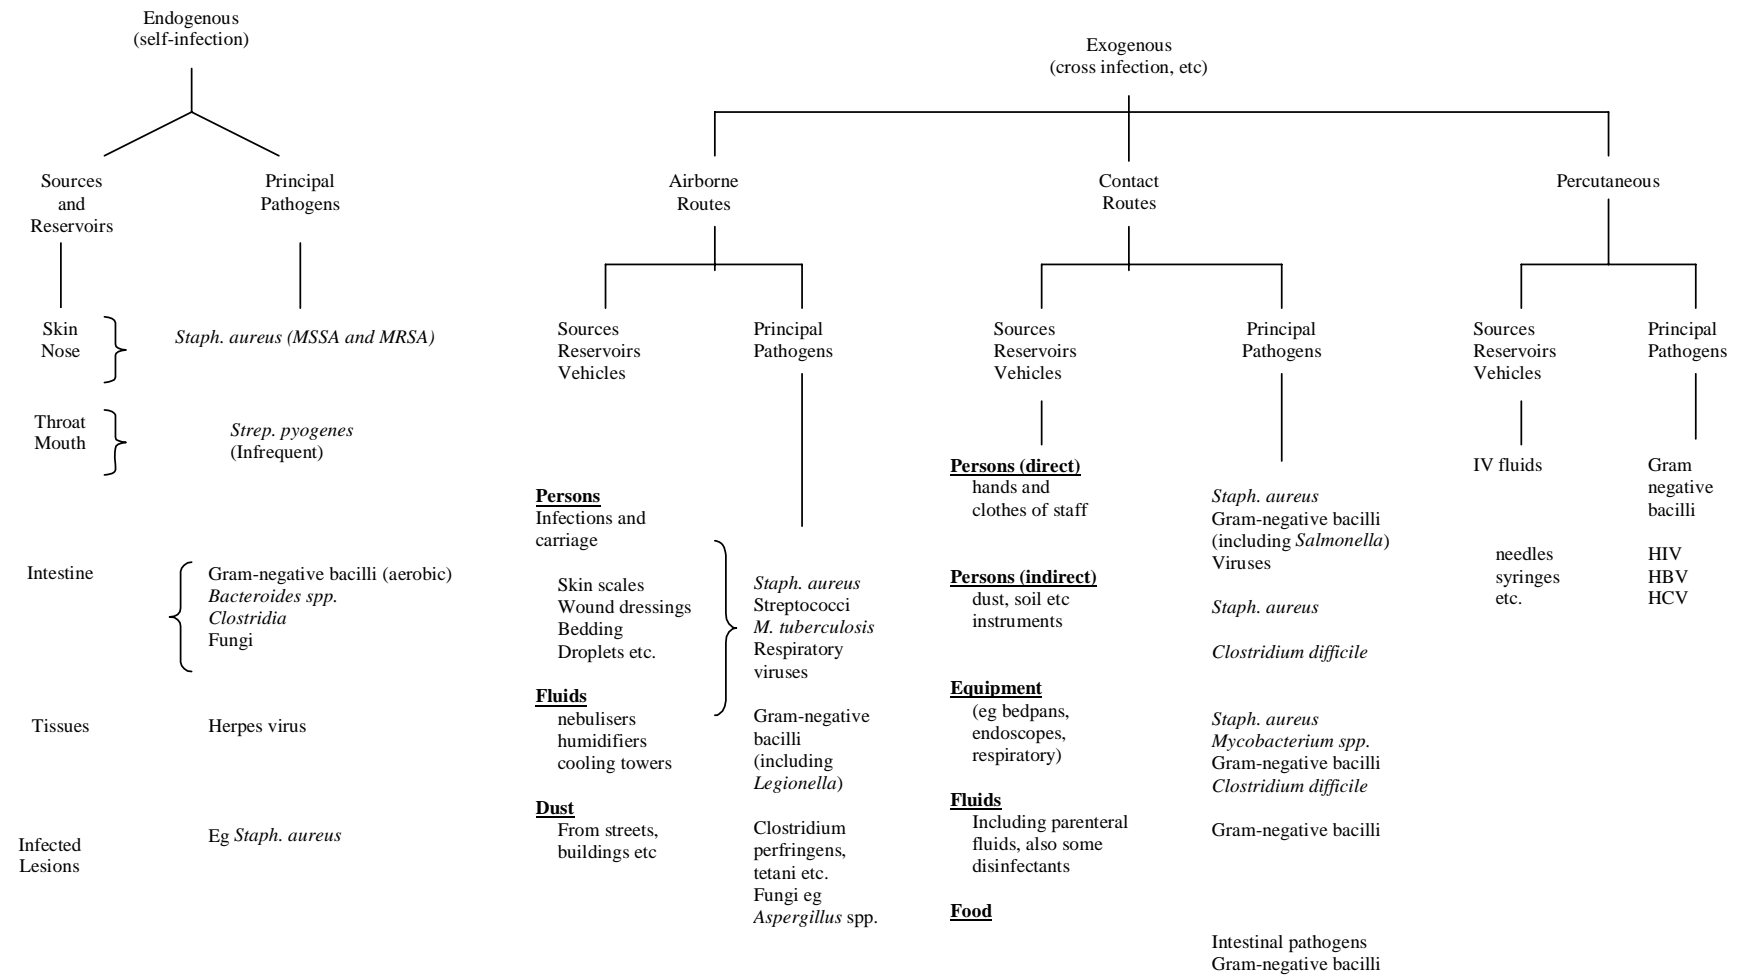 Endogenous
(self-infection)
Sources
and
Reservoirs
Principal
Pathogens
Skin
Nose
Staph. aureus (MSSA and MRSA)
Throat
Mouth
Strep. pyogenes
(Infrequent)
Intestine
Gram-negative bacilli (aerobic)
Bacteroides spp.
Clostridia
Fungi
Tissues
Herpes virus
Infected
Lesions
Eg Staph. aureus
Exogenous
(cross infection, etc)
Airborne
Routes
Sources
Reservoirs
Vehicles
Principal
Pathogens
Persons
Infections and
carriage
Skin scales
Wound dressings
Bedding
Droplets etc.
Staph. aureus
Streptococci
M. tuberculosis
Respiratory
viruses
Fluids
nebulisers
humidifiers
cooling towers
Gram-negative
bacilli
(including
Legionella)
Dust
From streets,
buildings etc
Clostridium
perfringens,
tetani etc.
Fungi eg
Aspergillus spp.
Contact
Routes
Sources
Reservoirs
Vehicles
Principal
Pathogens
Persons (direct)
hands and
clothes of staff
Staph. aureus
Gram-negative bacilli
(including Salmonella)
Viruses
Persons (indirect)
dust, soil etc
instruments
Staph. aureus
Clostridium difficile
Equipment
(eg bedpans,
endoscopes,
respiratory)
Staph. aureus
Mycobacterium spp.
Gram-negative bacilli
Clostridium difficile
Fluids
Including parenteral
fluids, also some
disinfectants
Gram-negative bacilli
Food
Intestinal pathogens
Gram-negative bacilli
Percutaneous
Sources
Reservoirs
Vehicles
Principal
Pathogens
IV fluids
Gram
negative
bacilli
needles
syringes
etc.
HIV
HBV
HCV